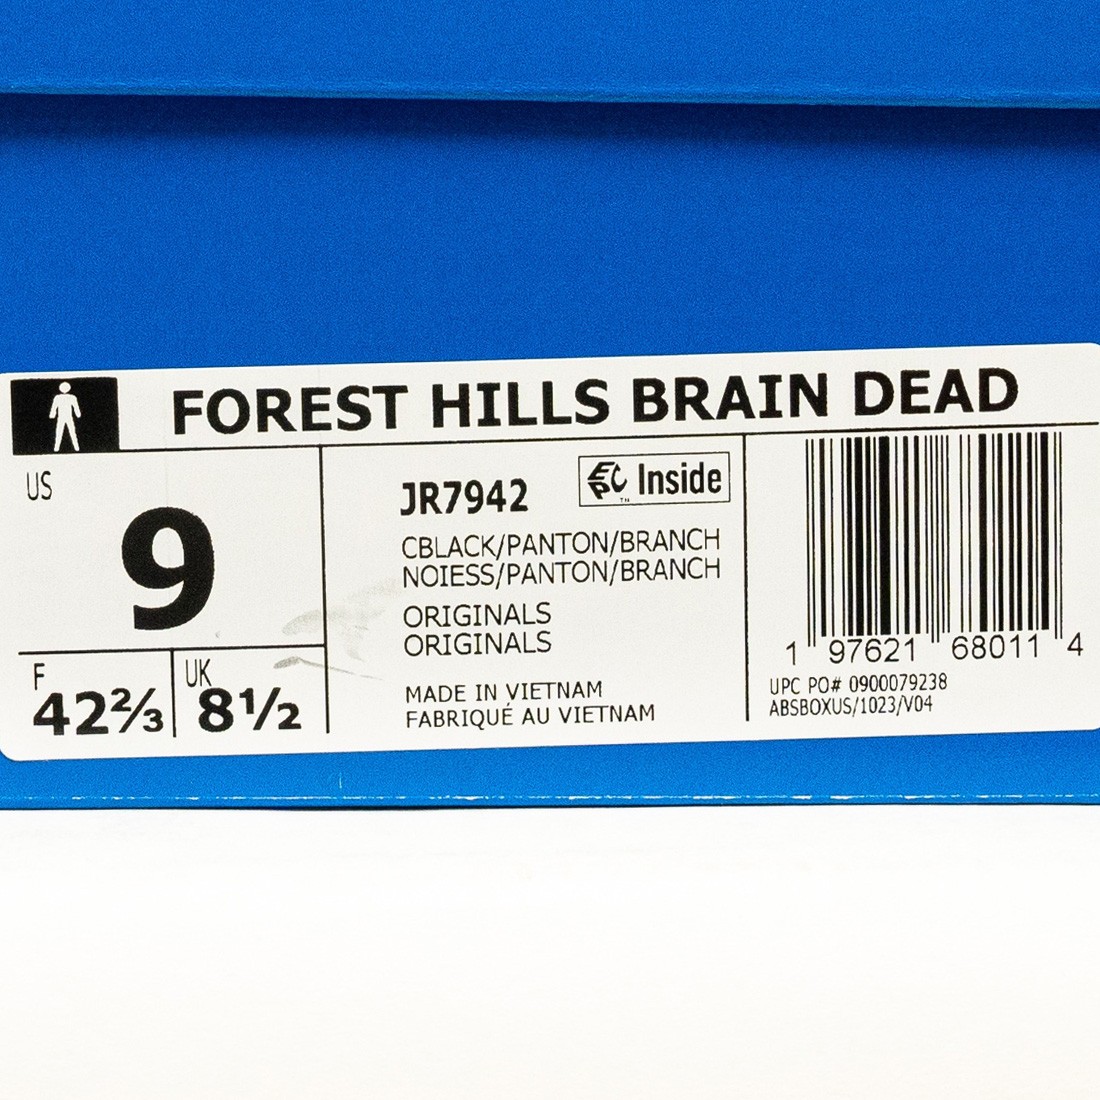 FOREST HILLS BRAIN DEAD
US
9
F
42⅔
UK
8½
JR7942
EPC™ Inside
CBLACK/PANTON/BRANCH
NOIESS/PANTON/BRANCH
ORIGINALS
ORIGINALS
MADE IN VIETNAM
FABRIQUÉ AU VIETNAM
1 97621 68011 4
UPC PO# 0900079238
ABSBOXUS/1023/V04